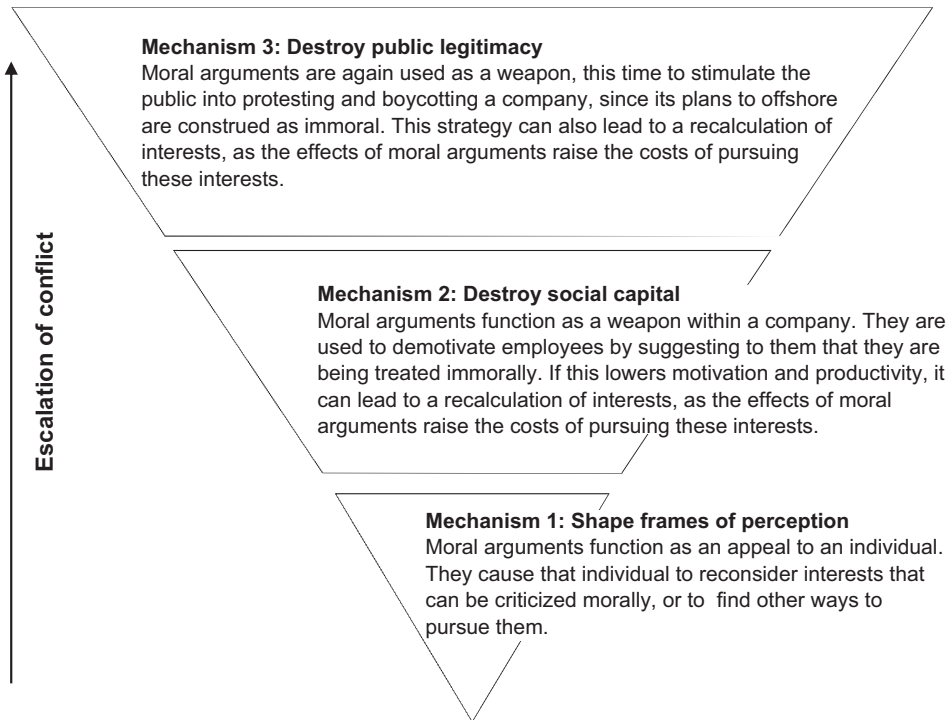 Mechanism 3: Destroy public legitimacy
Moral arguments are again used as a weapon, this time to stimulate the
public into protesting and boycotting a company, since its plans to offshore
are construed as immoral. This strategy can also lead to a recalculation of
interests, as the effects of moral arguments raise the costs of pursuing
these interests.
Escalation of conflict
Mechanism 2: Destroy social capital
Moral arguments function as a weapon within a company. They are
used to demotivate employees by suggesting to them that they are
being treated immorally. If this lowers motivation and productivity, it
can lead to a recalculation of interests, as the effects of moral
arguments raise the costs of pursuing these interests.
Mechanism 1: Shape frames of perception
Moral arguments function as an appeal to an individual.
They cause that individual to reconsider interests that
can be criticized morally, or to find other ways to
pursue them.